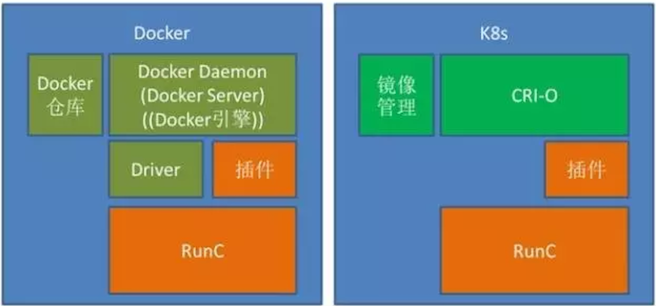 Docker
Docker
仓库
Docker Daemon
(Docker Server)
((Docker引擎))
Driver
插件
RunC
K8s
镜像
管理
CRI-O
插件
RunC